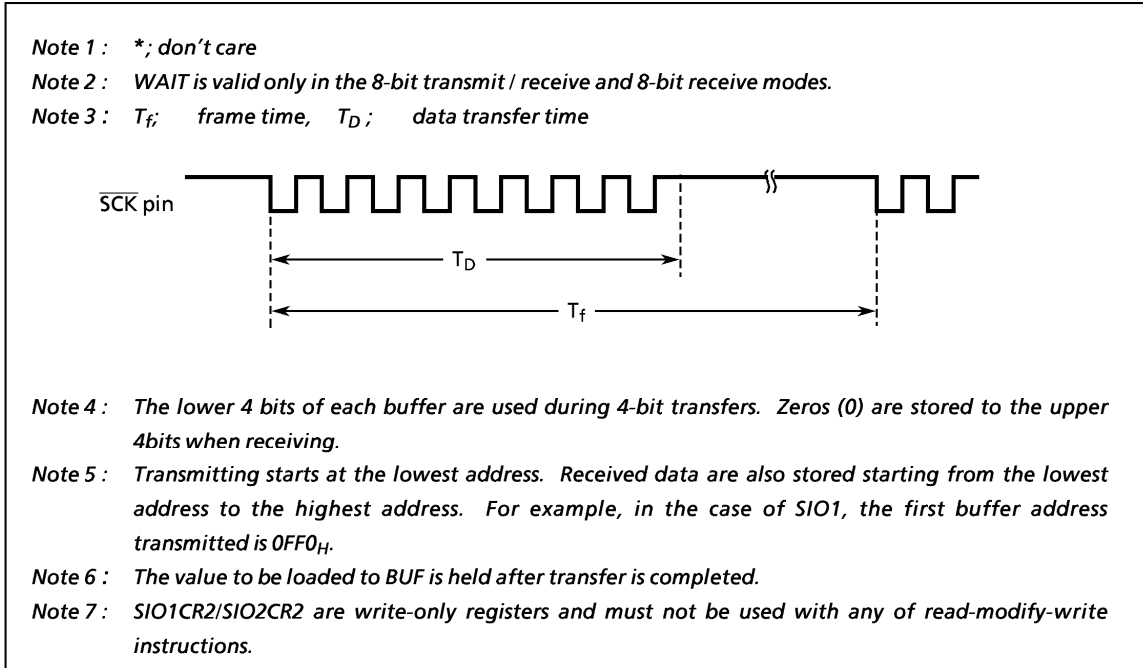 Note 1 : *; don't care
Note 2 : WAIT is valid only in the 8-bit transmit / receive and 8-bit receive modes.
Note 3 : Tf; frame time, TD ; data transfer time
SCK pin
TD
Tf
Note 4 : The lower 4 bits of each buffer are used during 4-bit transfers. Zeros (0) are stored to the upper
4bits when receiving.
Note 5 : Transmitting starts at the lowest address. Received data are also stored starting from the lowest
address to the highest address. For example, in the case of SIO1, the first buffer address
transmitted is 0FF0H.
Note 6 : The value to be loaded to BUF is held after transfer is completed.
Note 7 : SIO1CR2/SIO2CR2 are write-only registers and must not be used with any of read-modify-write
instructions.